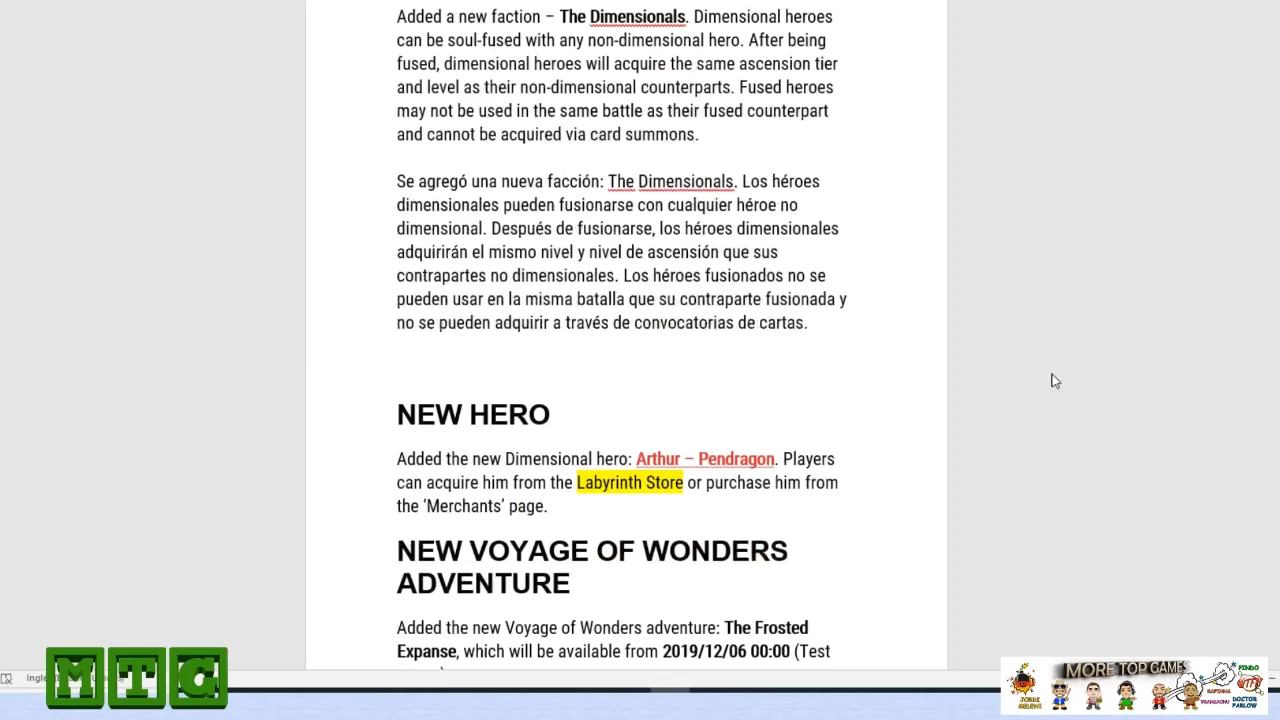 Added a new faction – The Dimensionals. Dimensional heroes
can be soul-fused with any non-dimensional hero. After being
fused, dimensional heroes will acquire the same ascension tier
and level as their non-dimensional counterparts. Fused heroes
may not be used in the same battle as their fused counterpart
and cannot be acquired via card summons.
Se agregó una nueva facción: The Dimensionals. Los héroes
dimensionales pueden fusionarse con cualquier héroe no
dimensional. Después de fusionarse, los héroes dimensionales
adquirirán el mismo nivel y nivel de ascensión que sus
contrapartes no dimensionales. Los héroes fusionados no se
pueden usar en la misma batalla que su contraparte fusionada y
no se pueden adquirir a través de convocatorias de cartas.
NEW HERO
Added the new Dimensional hero: Arthur – Pendragon. Players
can acquire him from the Labyrinth Store or purchase him from
the ‘Merchants’ page.
NEW VOYAGE OF WONDERS
ADVENTURE
Added the new Voyage of Wonders adventure: The Frosted
Expanse, which will be available from 2019/12/06 00:00 (Test
MTC
MORE TOP GAMES
PINDO
JORGE
DOCTOR
FARLOW